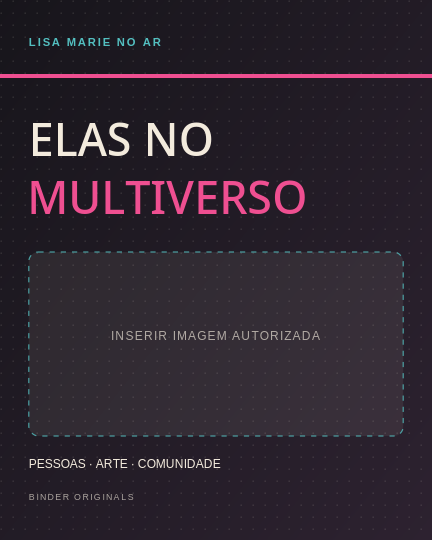 LISA MARIE NO AR
ELAS NO
MULTIVERSO
INSERIR IMAGEM AUTORIZADA
PESSOAS · ARTE · COMUNIDADE
BINDER ORIGINALS